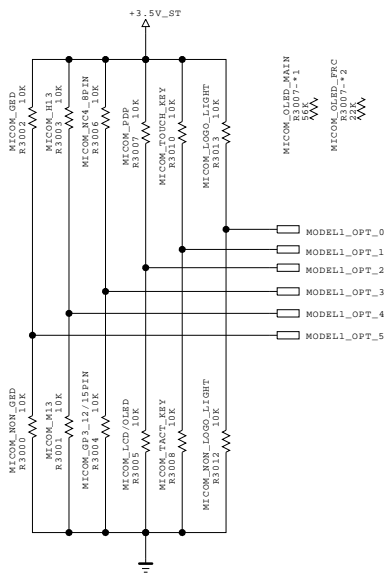 +3.5V_ST
MICOM_GED
R3002 10K
MICOM_H13
R3003 10K
MICOM_NC4_8PIN
R3006 10K
MICOM_PDP
R3007 10K
MICOM_TOUCH_KEY
R3010 10K
MICOM_LOGO_LIGHT
R3013 10K
MICOM_OLED_MAIN
R3007-*1
56K
MICOM_OLED_FRC
R3007-*2
22K
MODEL1_OPT_0
MODEL1_OPT_1
MODEL1_OPT_2
MODEL1_OPT_3
MODEL1_OPT_4
MODEL1_OPT_5
MICOM_NON_GED
R3000 10K
MICOM_M13
R3001 10K
MICOM_GP3_12/15PIN
R3004 10K
MICOM_LCD/OLED
R3005 10K
MICOM_TACT_KEY
R3008 10K
MICOM_NON_LOGO_LIGHT
R3012 10K